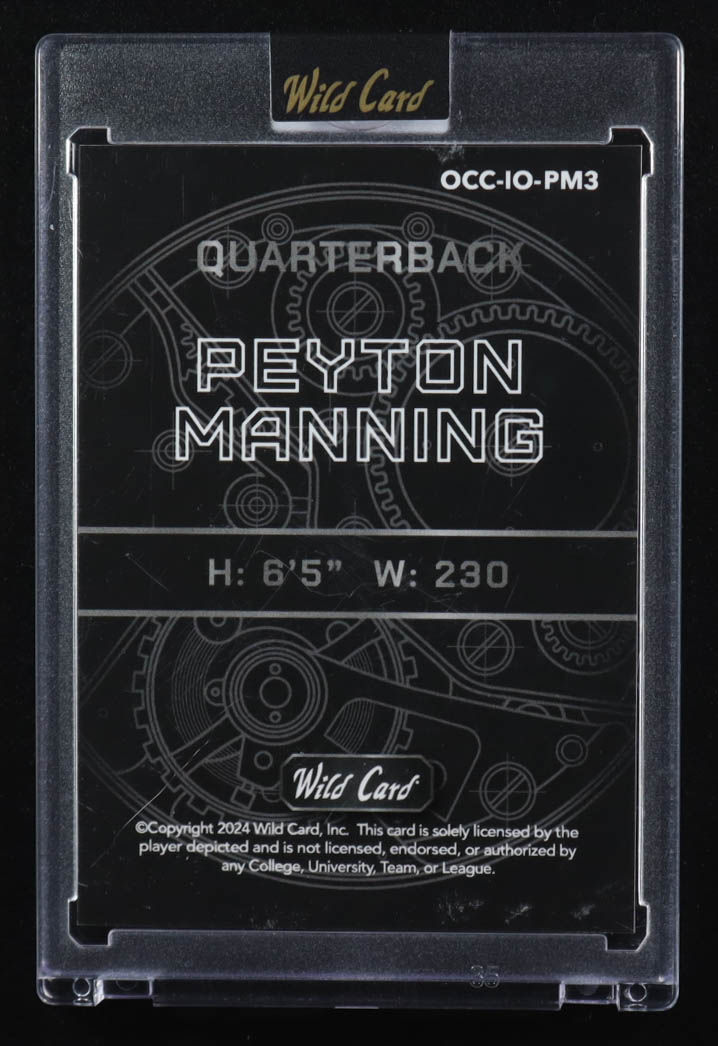 Wild Card
OCC-IO-PM3
QUARTERBACK
PEYTON
MANNING
H: 6'5" W: 230
Wild Card
©Copyright 2024 Wild Card, Inc. This card is solely licensed by the
player depicted and is not licensed, endorsed, or authorized by
any College, University, Team, or League.
35